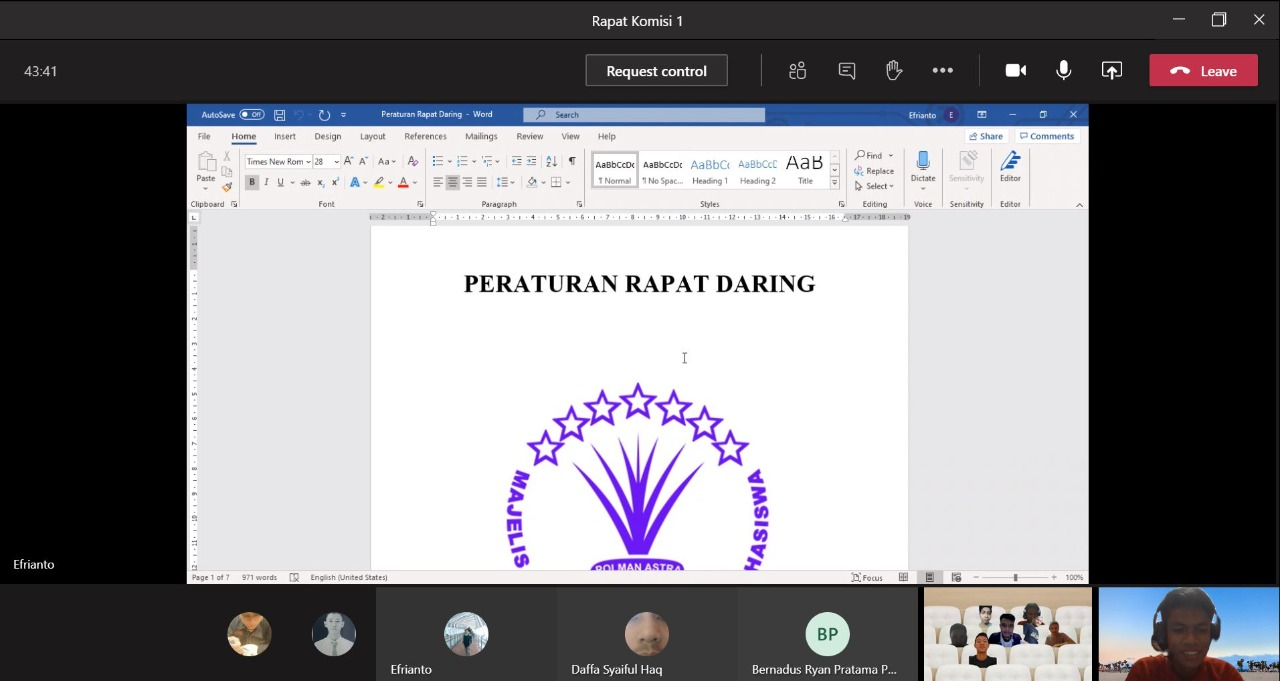 Rapat Komisi 1
43:41
Request control
Leave
AutoSave Off
Peraturan Rapat Daring - Word
Search
Efrianto E
File Home Insert Design Layout References Mailings Review View Help
Share Comments
Times New Rom 28
Paste
Clipboard
Font
Paragraph
AaBbCcDc AaBbCcDc AaBbCc AaBbCcC AaB
¶ Normal ¶ No Spac... Heading 1 Heading 2 Title
Styles
Find
Replace
Select
Editing
Dictate
Voice
Sensitivity
Sensitivity
Editor
Editor
PERATURAN RAPAT DARING
MAJELIS
HASISWA
POLMAN ASTRA
Efrianto
Page 1 of 7 971 words English (United States)
Focus
100%
Efrianto
Daffa Syaiful Haq
BP
Bernadus Ryan Pratama P...